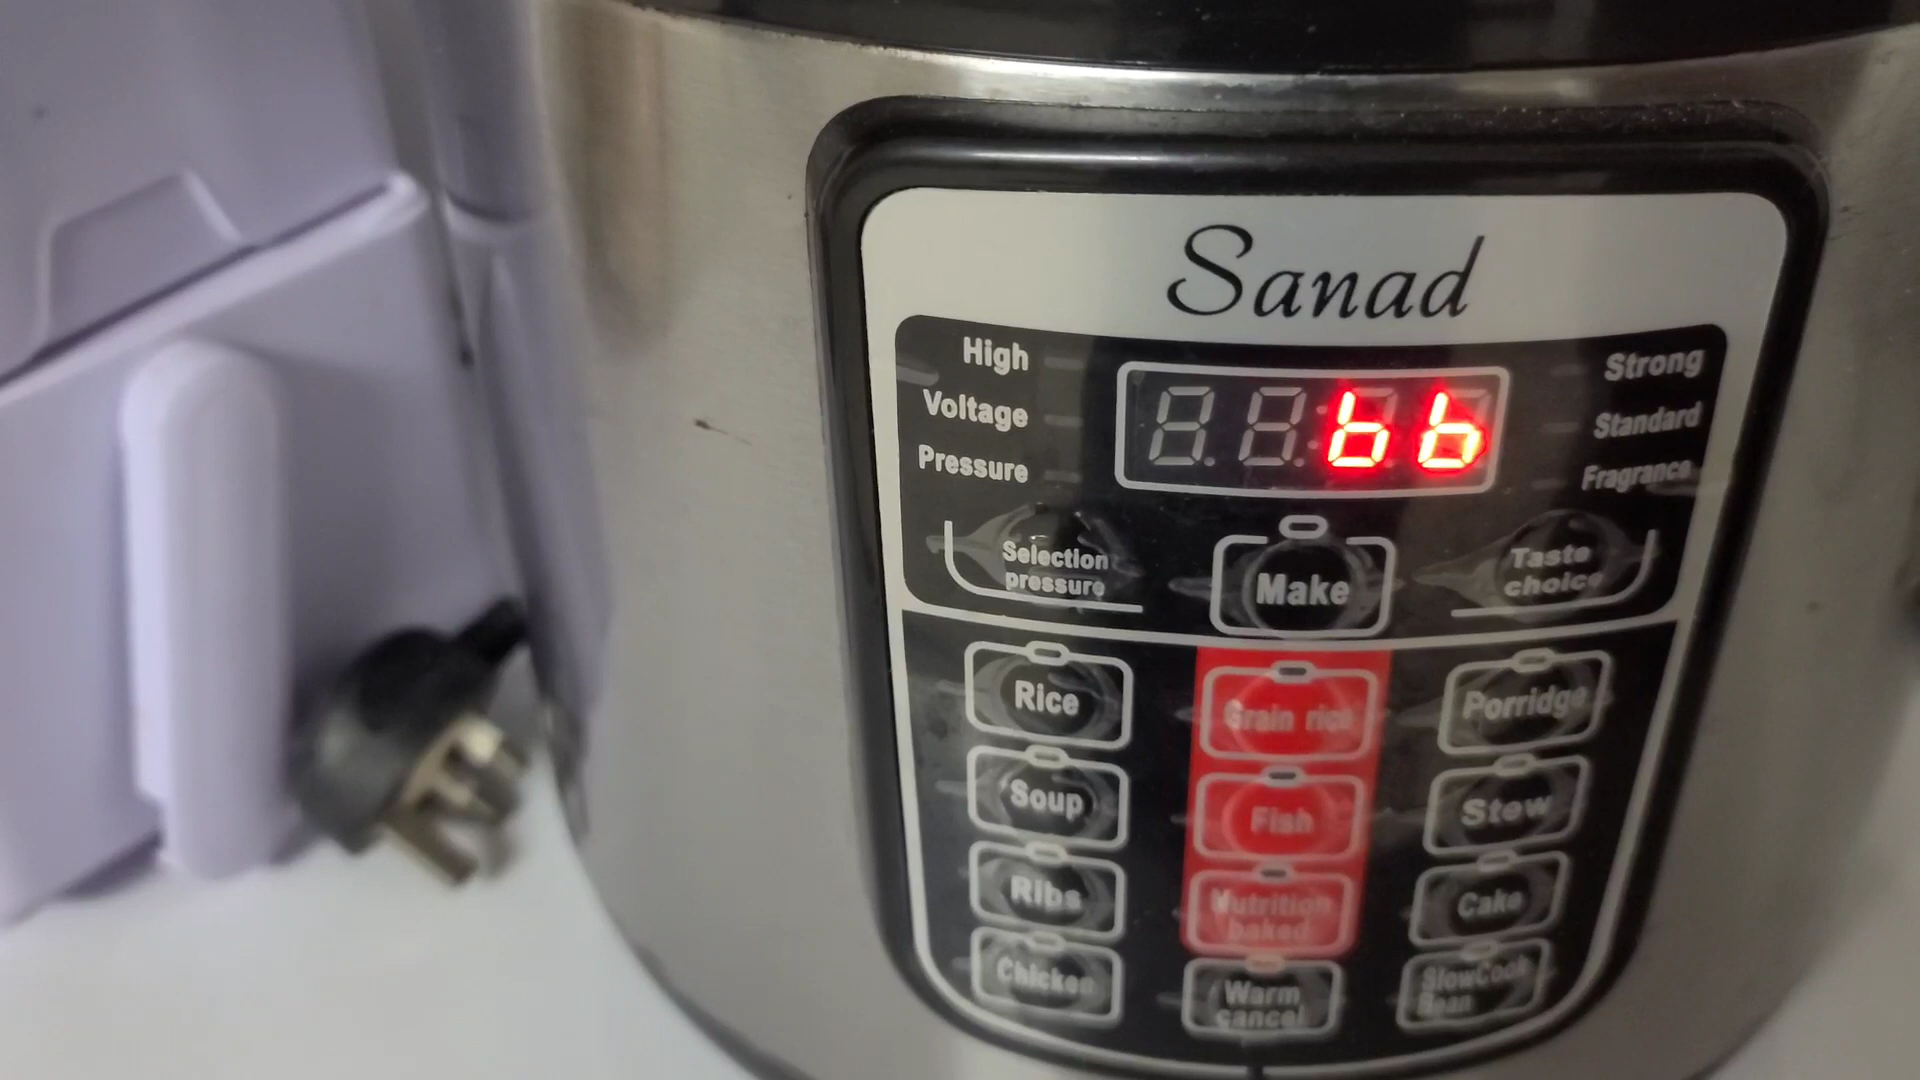 Sanad
High
Voltage
Pressure
bb
Strong
Standard
Fragrance
Selection
pressure
Make
Taste
choice
Rice
Grain rice
Porridge
Soup
Fish
Stew
Ribs
Nutrition
baked
Cake
Chicken
Warm
cancel
SlowCook
Bean